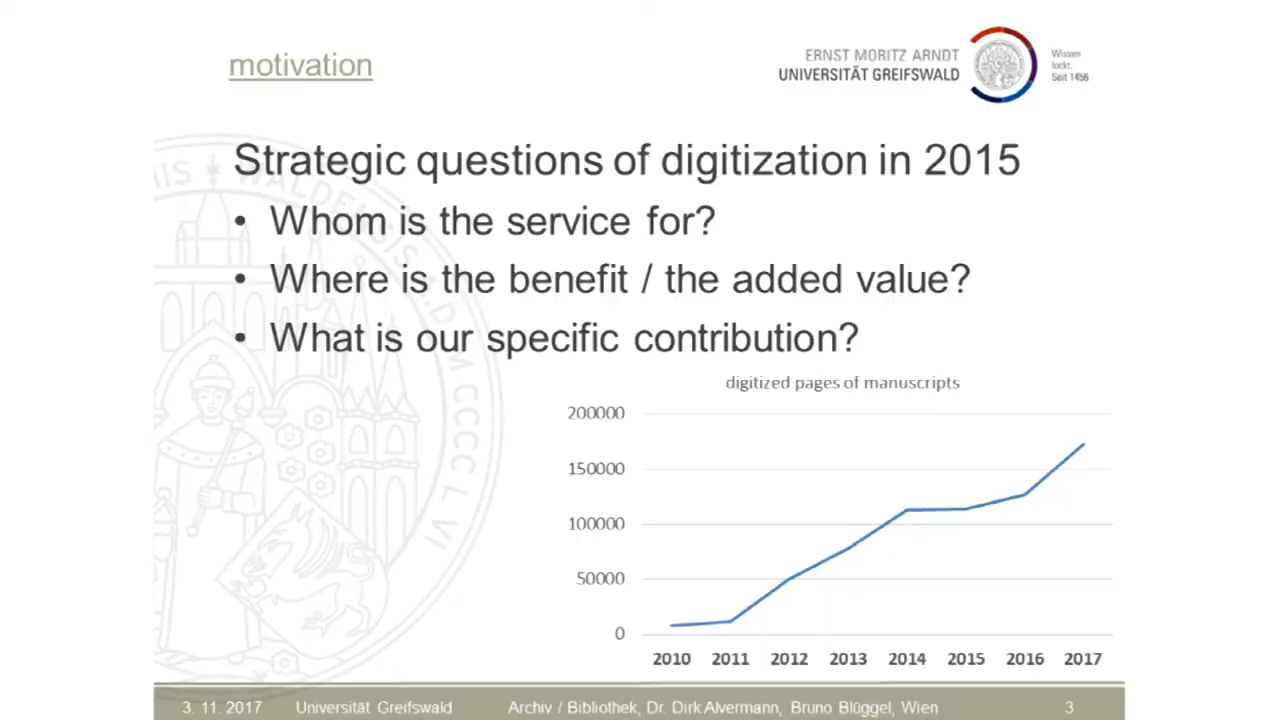 motivation
ERNST MORITZ ARNDT
UNIVERSITÄT GREIFSWALD
Wissen
lockt.
Seit 1456
Strategic questions of digitization in 2015
• Whom is the service for?
• Where is the benefit / the added value?
• What is our specific contribution?
digitized pages of manuscripts
200000
150000
100000
50000
0
2010 2011 2012 2013 2014 2015 2016 2017
3. 11. 2017 Universität Greifswald Archiv / Bibliothek, Dr. Dirk Alvermann, Bruno Blüggel, Wien 3